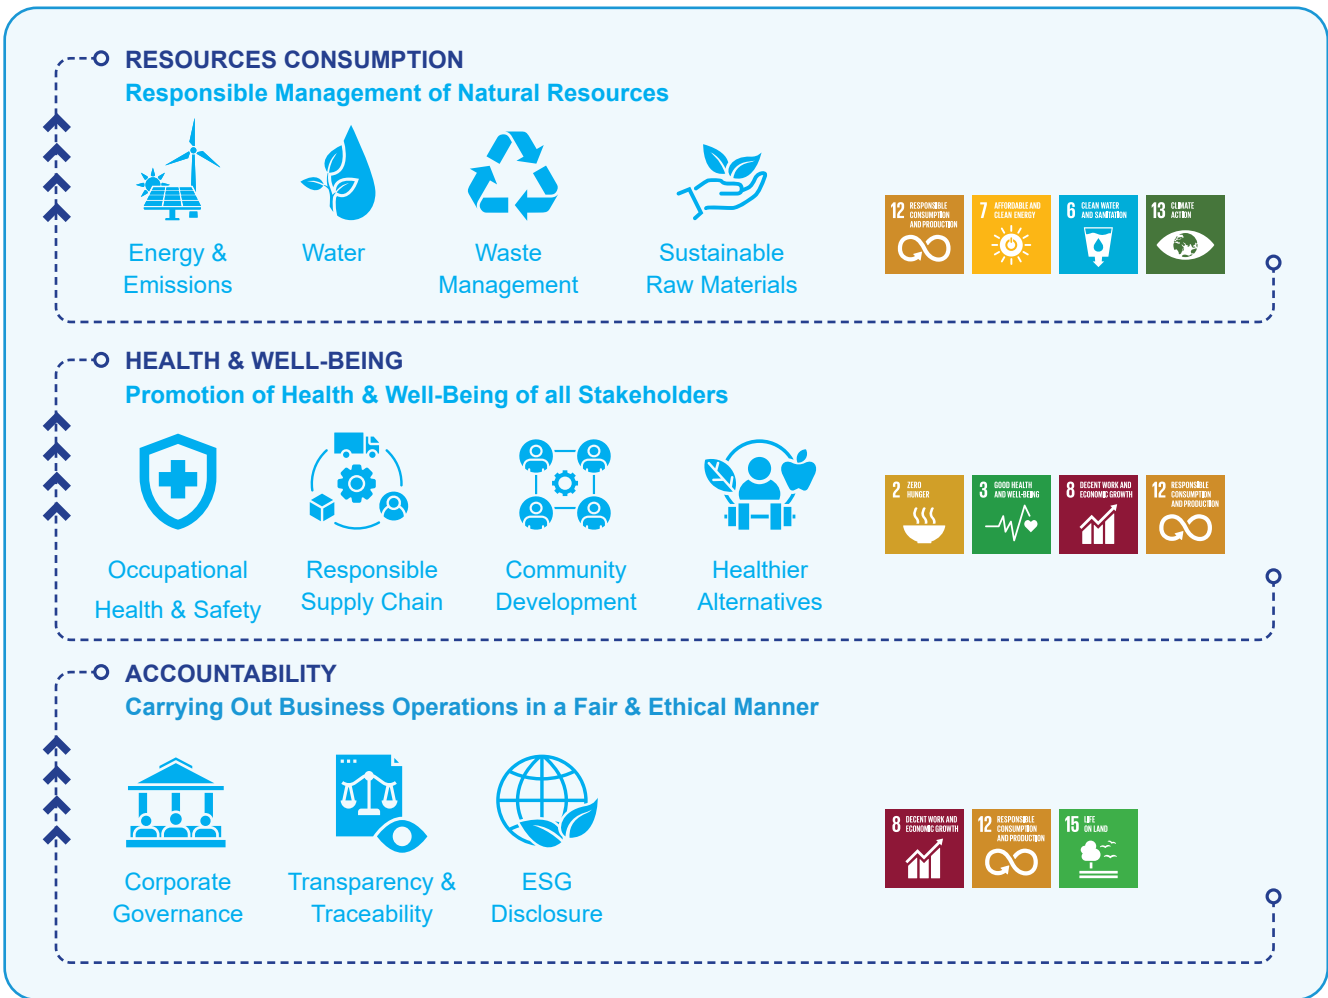 RESOURCES CONSUMPTION
Responsible Management of Natural Resources
Energy &
Emissions
Water
Waste
Management
Sustainable
Raw Materials
12 RESPONSIBLE
CONSUMPTION
AND PRODUCTION
7 AFFORDABLE AND
CLEAN ENERGY
6 CLEAN WATER
AND SANITATION
13 CLIMATE
ACTION
HEALTH & WELL-BEING
Promotion of Health & Well-Being of all Stakeholders
Occupational
Health & Safety
Responsible
Supply Chain
Community
Development
Healthier
Alternatives
2 ZERO
HUNGER
3 GOOD HEALTH
AND WELL-BEING
8 DECENT WORK AND
ECONOMIC GROWTH
12 RESPONSIBLE
CONSUMPTION
AND PRODUCTION
ACCOUNTABILITY
Carrying Out Business Operations in a Fair & Ethical Manner
Corporate
Governance
Transparency &
Traceability
ESG
Disclosure
8 DECENT WORK AND
ECONOMIC GROWTH
12 RESPONSIBLE
CONSUMPTION
AND PRODUCTION
15 LIFE
ON LAND